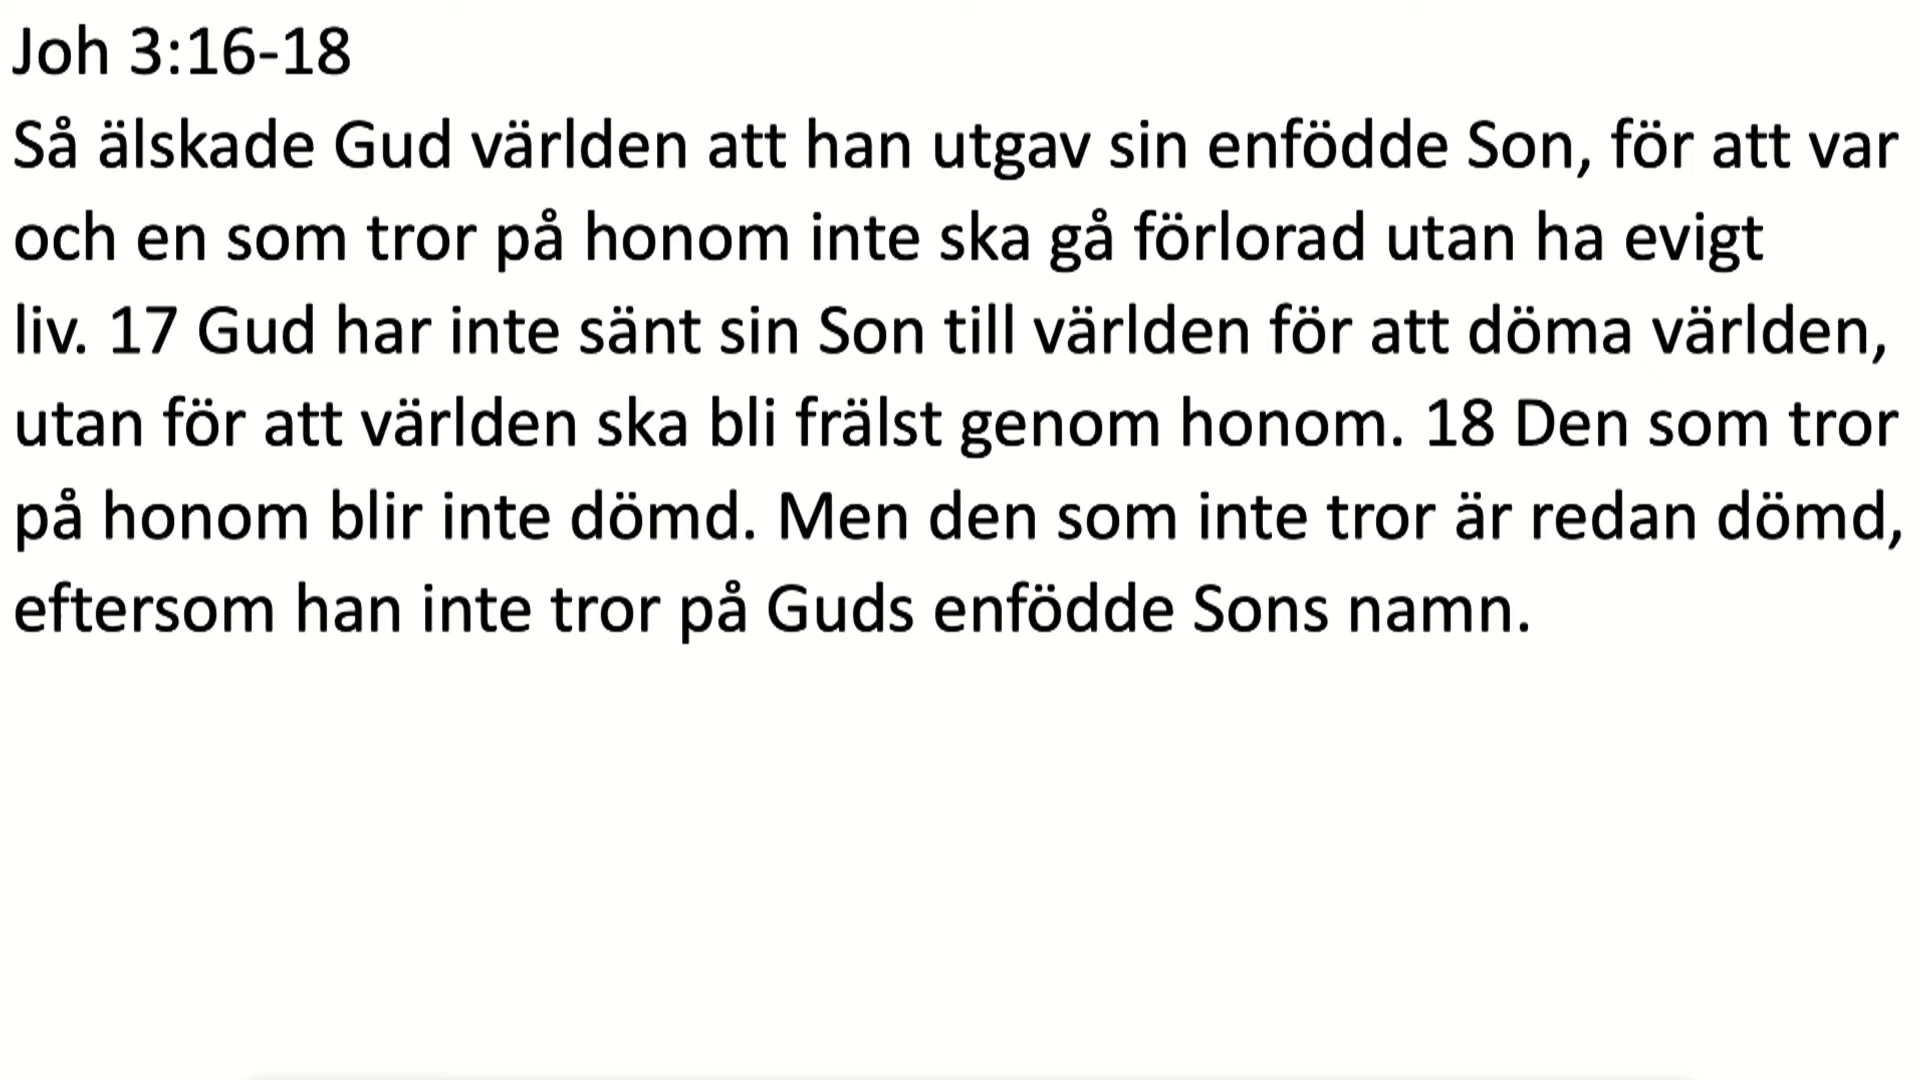 Joh 3:16-18
Så älskade Gud världen att han utgav sin enfödde Son, för att var
och en som tror på honom inte ska gå förlorad utan ha evigt
liv. 17 Gud har inte sänt sin Son till världen för att döma världen,
utan för att världen ska bli frälst genom honom. 18 Den som tror
på honom blir inte dömd. Men den som inte tror är redan dömd,
eftersom han inte tror på Guds enfödde Sons namn.